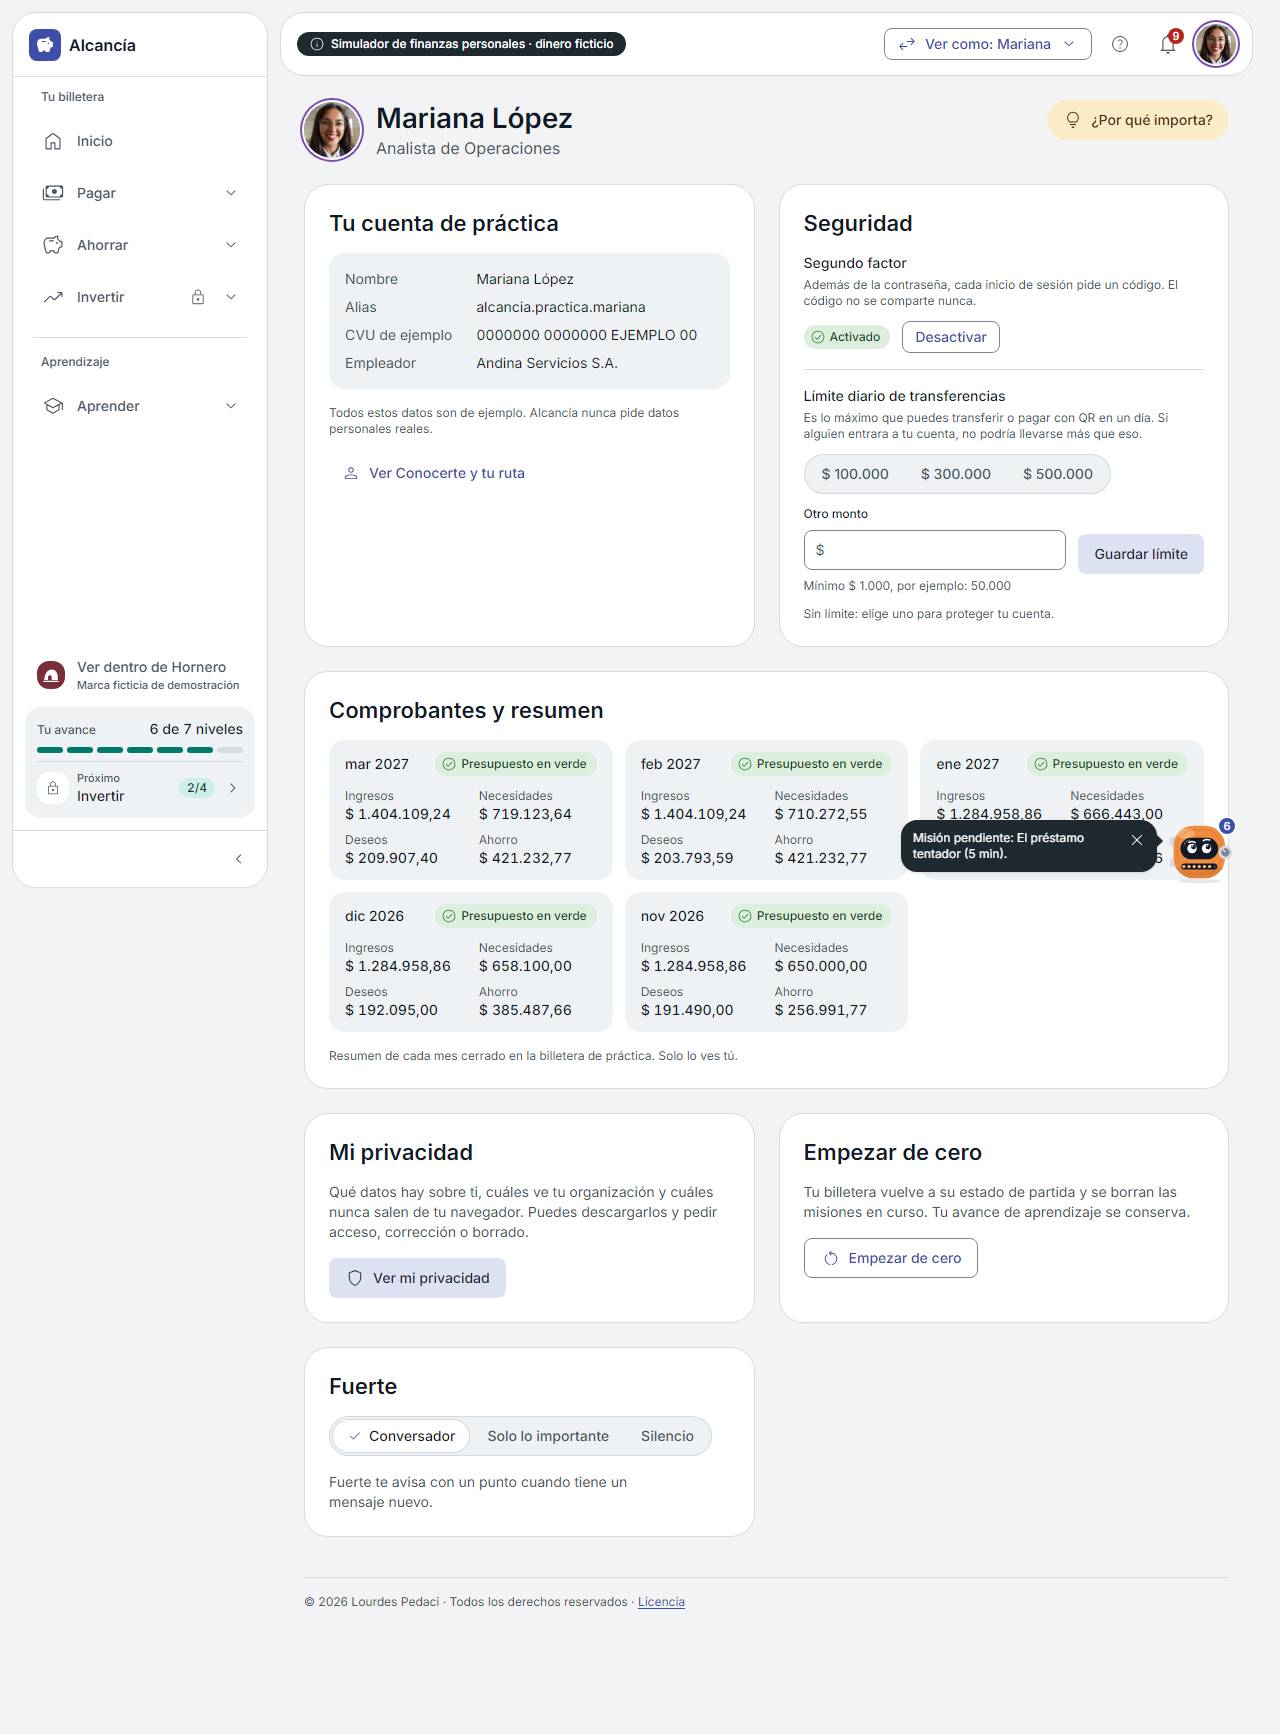 Alcancía
Tu billetera
Inicio
Pagar
Ahorrar
Invertir
Aprendizaje
Aprender
Ver dentro de Hornero
Marca ficticia de demostración
Tu avance 6 de 7 niveles
Próximo
Invertir 2/4
Simulador de finanzas personales · dinero ficticio
Ver como: Mariana
9
Mariana López
Analista de Operaciones
¿Por qué importa?
Tu cuenta de práctica
Nombre Mariana López
Alias alcancia.practica.mariana
CVU de ejemplo 0000000 0000000 EJEMPLO 00
Empleador Andina Servicios S.A.
Todos estos datos son de ejemplo. Alcancía nunca pide datos
personales reales.
Ver Conocerte y tu ruta
Seguridad
Segundo factor
Además de la contraseña, cada inicio de sesión pide un código. El
código no se comparte nunca.
Activado Desactivar
Límite diario de transferencias
Es lo máximo que puedes transferir o pagar con QR en un día. Si
alguien entrara a tu cuenta, no podría llevarse más que eso.
$ 100.000 $ 300.000 $ 500.000
Otro monto
$ Guardar límite
Mínimo $ 1.000, por ejemplo: 50.000
Sin límite: elige uno para proteger tu cuenta.
Comprobantes y resumen
mar 2027 Presupuesto en verde
Ingresos Necesidades
$ 1.404.109,24 $ 719.123,64
Deseos Ahorro
$ 209.907,40 $ 421.232,77
feb 2027 Presupuesto en verde
Ingresos Necesidades
$ 1.404.109,24 $ 710.272,55
Deseos Ahorro
$ 203.793,59 $ 421.232,77
ene 2027 Presupuesto en verde
Ingresos Necesidades
$ 1.284.958,86 $ 666.443,00
Misión pendiente: El préstamo
tentador (5 min).
6
dic 2026 Presupuesto en verde
Ingresos Necesidades
$ 1.284.958,86 $ 658.100,00
Deseos Ahorro
$ 192.095,00 $ 385.487,66
nov 2026 Presupuesto en verde
Ingresos Necesidades
$ 1.284.958,86 $ 650.000,00
Deseos Ahorro
$ 191.490,00 $ 256.991,77
Resumen de cada mes cerrado en la billetera de práctica. Solo lo ves tú.
Mi privacidad
Qué datos hay sobre ti, cuáles ve tu organización y cuáles
nunca salen de tu navegador. Puedes descargarlos y pedir
acceso, corrección o borrado.
Ver mi privacidad
Empezar de cero
Tu billetera vuelve a su estado de partida y se borran las
misiones en curso. Tu avance de aprendizaje se conserva.
Empezar de cero
Fuerte
Conversador Solo lo importante Silencio
Fuerte te avisa con un punto cuando tiene un
mensaje nuevo.
© 2026 Lourdes Pedaci · Todos los derechos reservados · Licencia